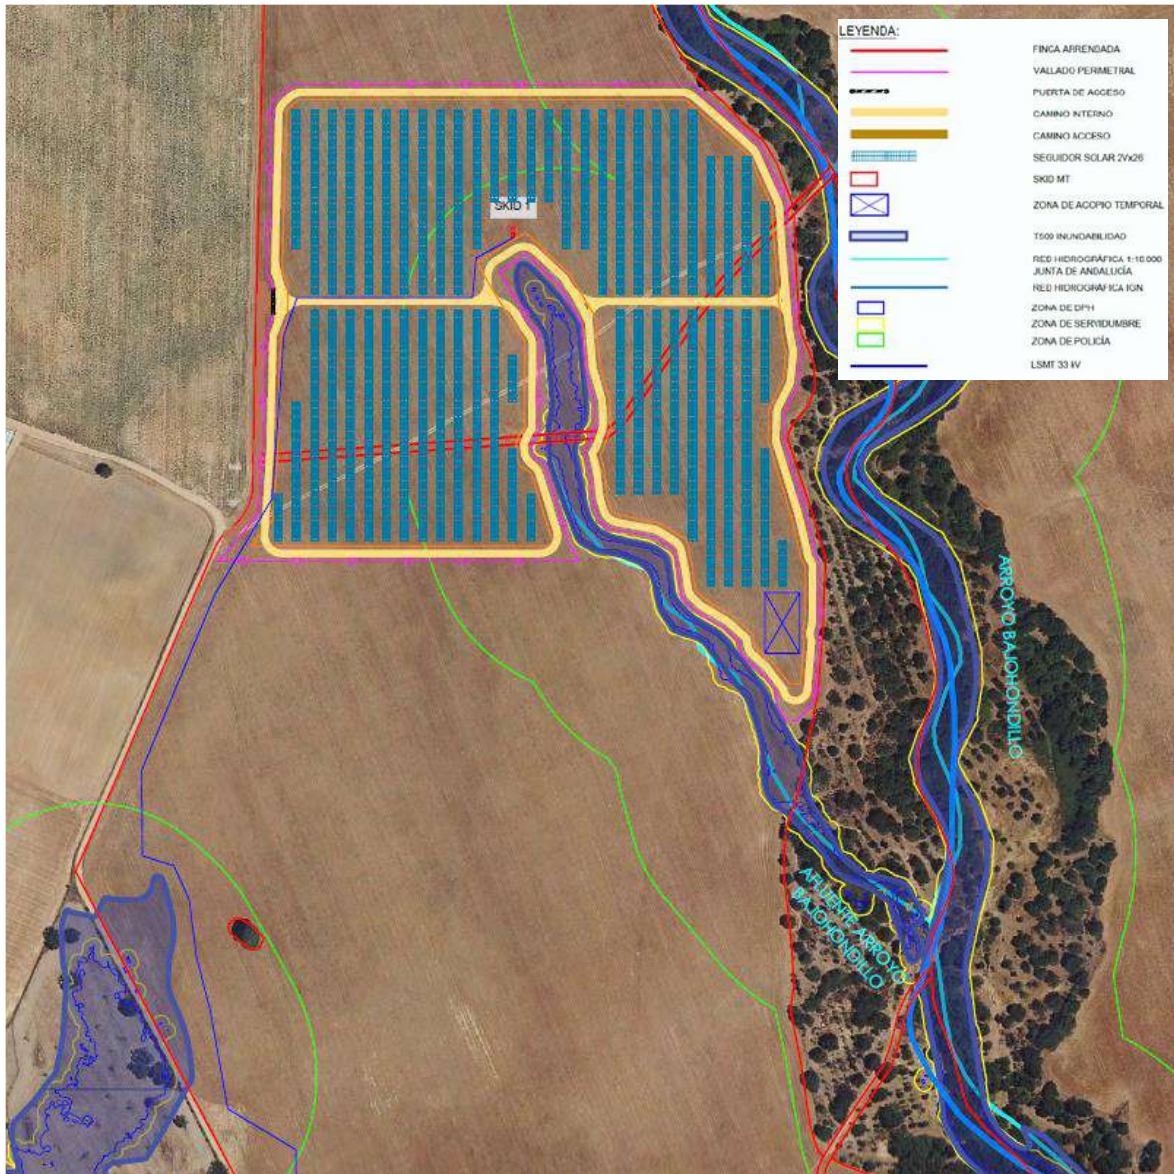 LEYENDA:
FINCA ARRENDADA
VALLADO PERIMETRAL
PUERTA DE ACCESO
CAMINO INTERNO
CAMINO ACCESO
SEGUIDOR SOLAR 2Vx26
SKID MT
ZONA DE ACOPIO TEMPORAL
T500 INUNDABILIDAD
RED HIDROGRÁFICA 1:10.000
JUNTA DE ANDALUCÍA
RED HIDROGRÁFICA IGN
ZONA DE DPH
ZONA DE SERVIDUMBRE
ZONA DE POLICÍA
LSMT 33 kV
SKID 1
ARROYO BAJOHONDILLO
AFLUENTE ARROYO
BAJOHONDILLO